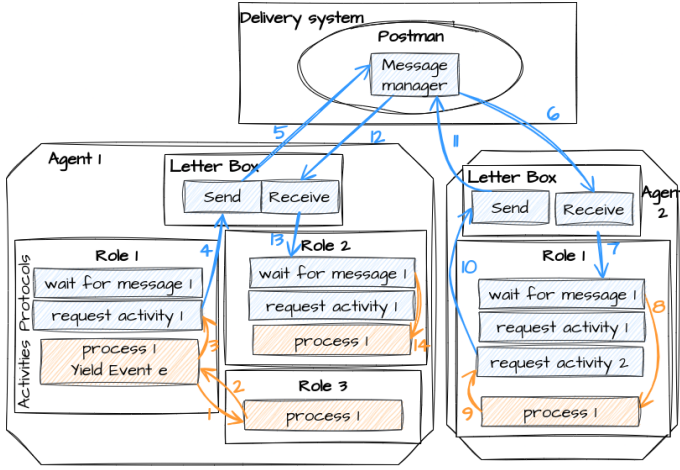 Delivery system
Postman
Message
manager
5
12
11
6
Agent 1
Letter Box
Send
Receive
Letter Box
Send
Receive
Agent
2
4
13
10
7
Protocols
Activities
Role 1
wait for message 1
request activity 1
3
process 1
Yield Event e
1
2
Role 2
wait for message 1
request activity 1
process 1
14
Role 3
process 1
Role 1
wait for message 1
request activity 1
request activity 2
8
9
process 1